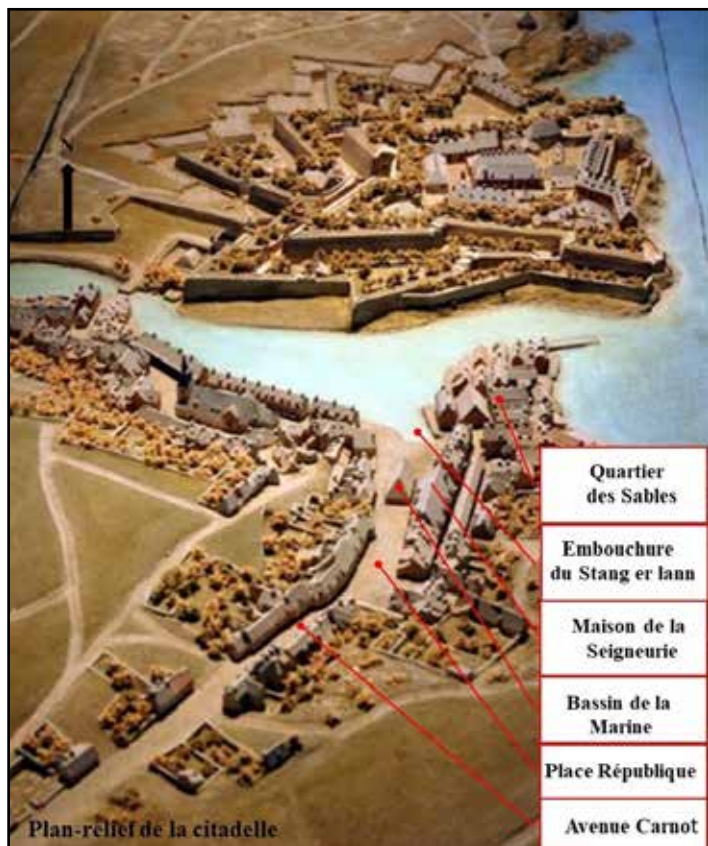 Quartier
des Sables
Embouchure
du Stang er lann
Maison de la
Seigneurie
Bassin de la
Marine
Place République
Avenue Carnot
Plan-relief de la citadelle